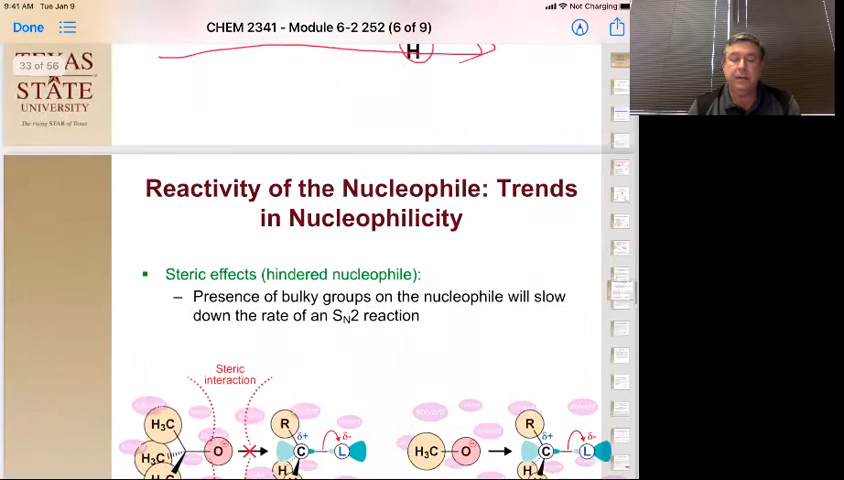 9:41 AM Tue Jan 9
Not Charging
Done
CHEM 2341 - Module 6-2 252 (6 of 9)
33 of 56
TEXAS
STATE
UNIVERSITY
The rising STAR of Texas
H
Reactivity of the Nucleophile: Trends
in Nucleophilicity
Steric effects (hindered nucleophile):
– Presence of bulky groups on the nucleophile will slow
down the rate of an SN2 reaction
Steric
interaction
solvent
solvent
solvent
H3C
R
δ+
δ-
H3C
O
C
L
H
H3C
O
R
δ+
δ-
C
L
H